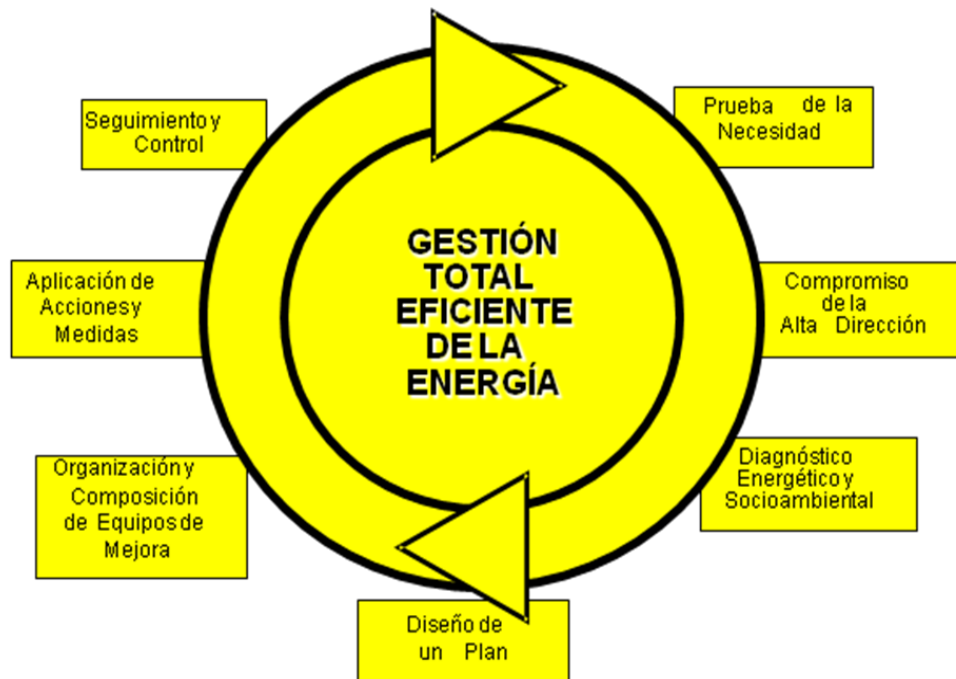 GESTIÓN
TOTAL
EFICIENTE
DE LA
ENERGÍA
Prueba de la
Necesidad
Compromiso
de la
Alta Dirección
Diagnóstico
Energético y
Socioambiental
Diseño de
un Plan
Organización y
Composición
de Equipos de
Mejora
Aplicación de
Acciones y
Medidas
Seguimiento y
Control